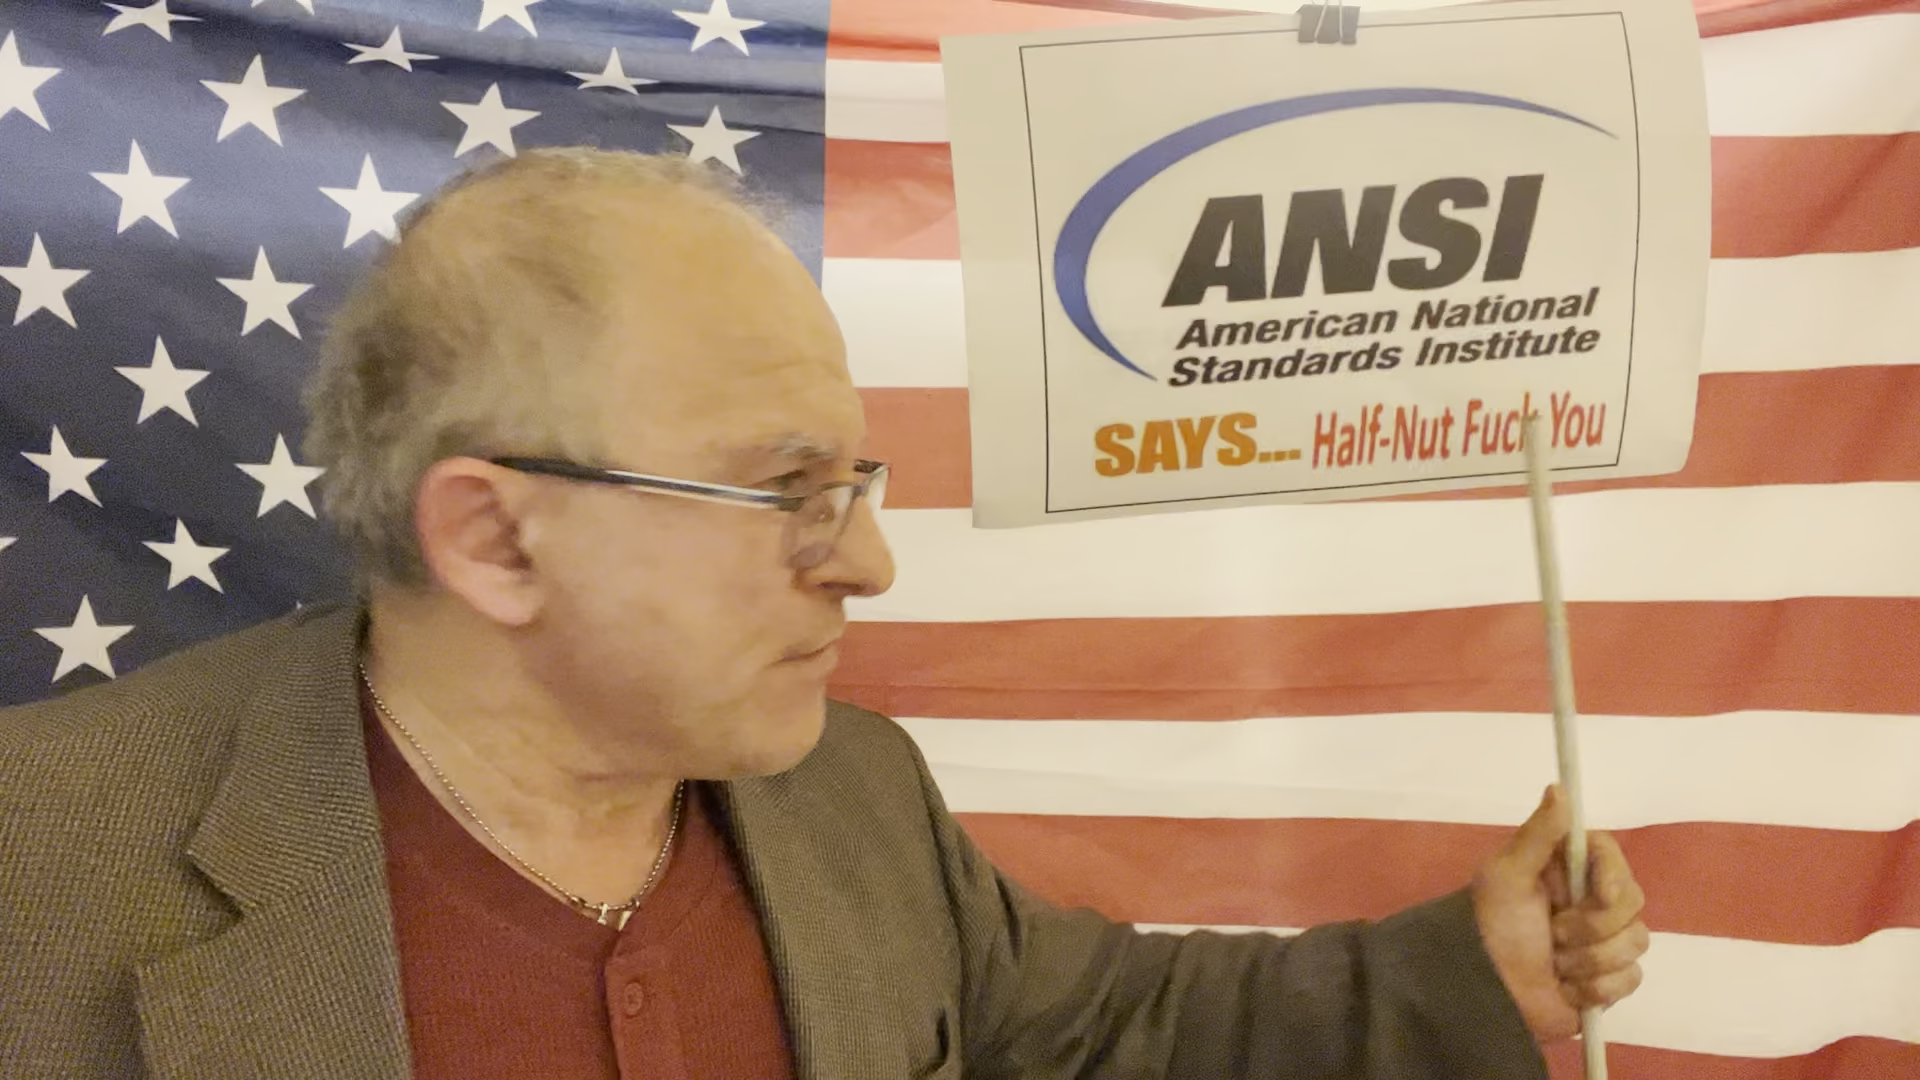 ANSI
American National
Standards Institute
SAYS... Half-Nut Fuck You